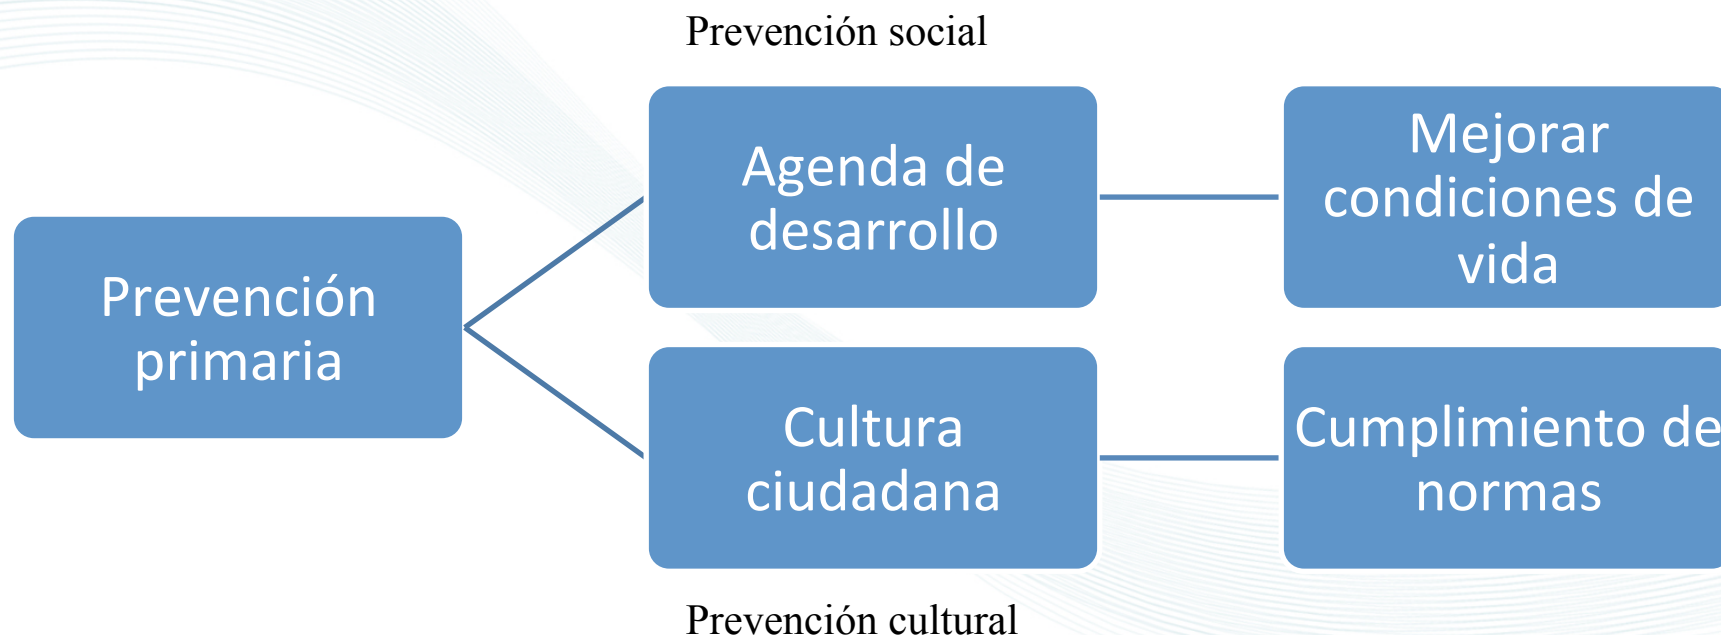 Prevención social
Agenda de
desarrollo
Mejorar
condiciones de
vida
Prevención
primaria
Cultura
ciudadana
Cumplimiento de
normas
Prevención cultural